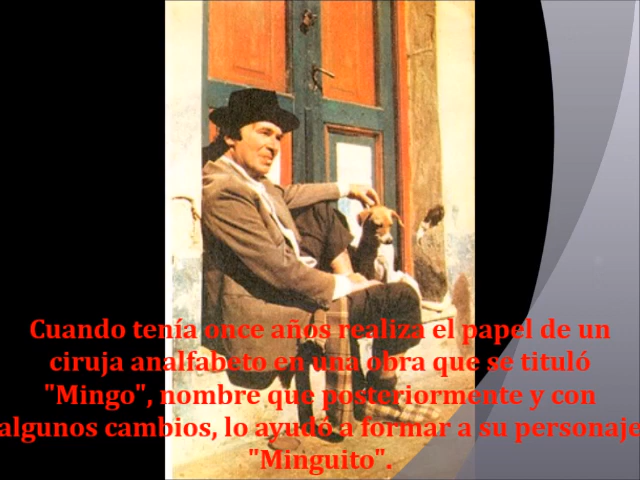 Cuando tenía once años realiza el papel de un
ciruja analfabeto en una obra que se tituló
"Mingo", nombre que posteriormente y con
algunos cambios, lo ayudó a formar a su personaje
"Minguito".